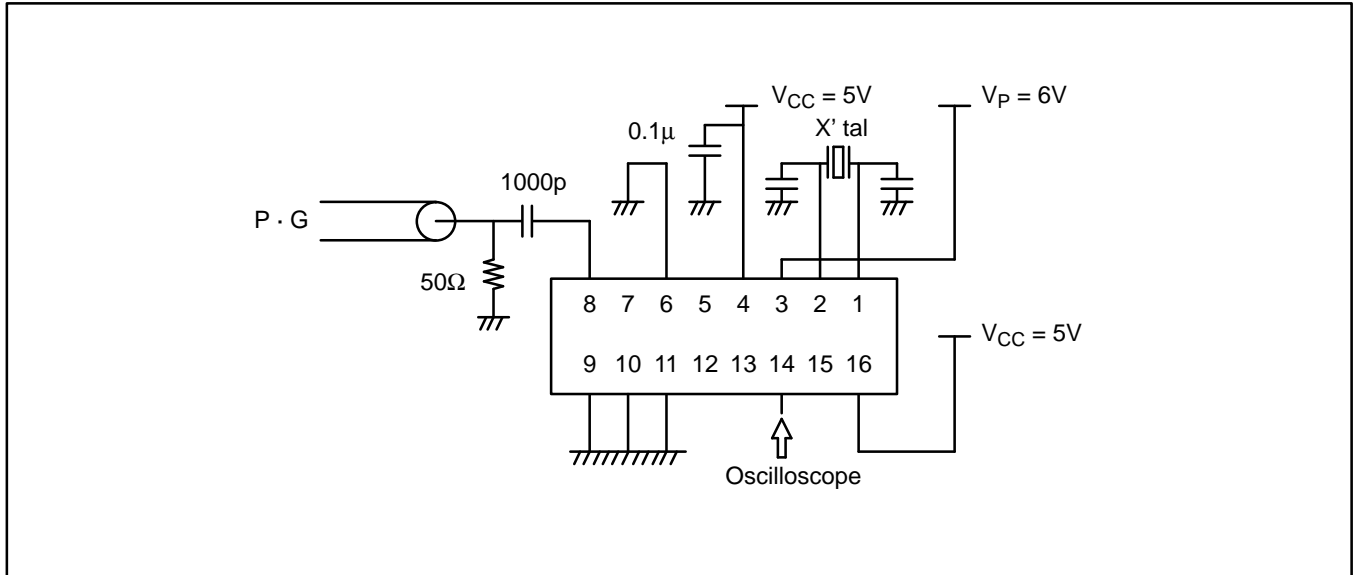 V_CC = 5V
V_P = 6V
X' tal
0.1μ
1000p
P · G
50Ω
8 7 6 5 4 3 2 1
V_CC = 5V
9 10 11 12 13 14 15 16
Oscilloscope